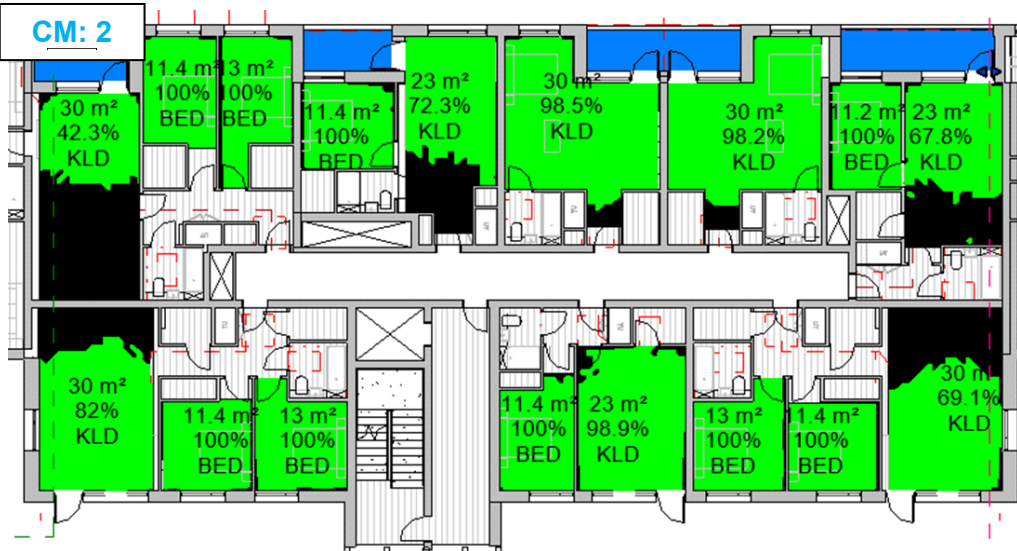 CM: 2
30 m²
42.3%
KLD
11.4 m²
100%
BED
13 m²
100%
BED
11.4 m²
100%
BED
23 m²
72.3%
KLD
30 m²
98.5%
KLD
30 m²
98.2%
KLD
11.2 m²
100%
BED
23 m²
67.8%
KLD
30 m²
82%
KLD
11.4 m²
100%
BED
13 m²
100%
BED
11.4 m²
100%
BED
23 m²
98.9%
KLD
13 m²
100%
BED
11.4 m²
100%
BED
30 m
69.1%
KLD